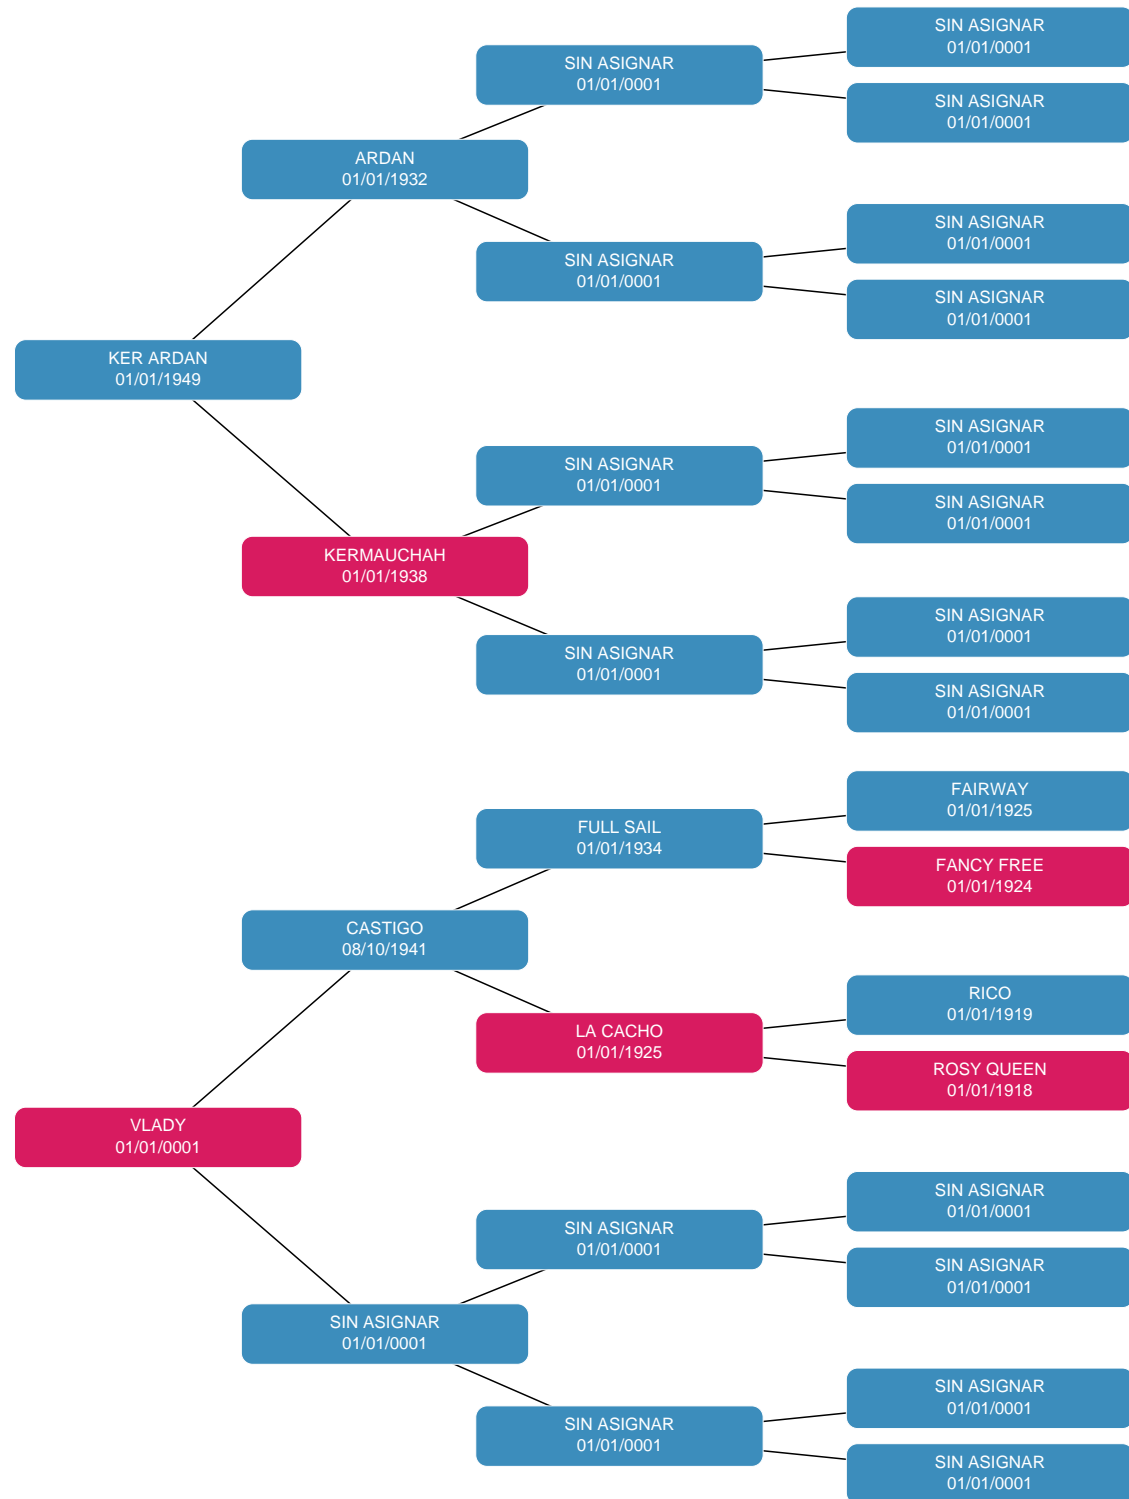 SIN ASIGNAR
01/01/0001
SIN ASIGNAR
01/01/0001
SIN ASIGNAR
01/01/0001
ARDAN
01/01/1932
SIN ASIGNAR
01/01/0001
SIN ASIGNAR
01/01/0001
SIN ASIGNAR
01/01/0001
KER ARDAN
01/01/1949
SIN ASIGNAR
01/01/0001
SIN ASIGNAR
01/01/0001
SIN ASIGNAR
01/01/0001
KERMAUCHAH
01/01/1938
SIN ASIGNAR
01/01/0001
SIN ASIGNAR
01/01/0001
SIN ASIGNAR
01/01/0001
FAIRWAY
01/01/1925
FULL SAIL
01/01/1934
FANCY FREE
01/01/1924
CASTIGO
08/10/1941
RICO
01/01/1919
LA CACHO
01/01/1925
ROSY QUEEN
01/01/1918
VLADY
01/01/0001
SIN ASIGNAR
01/01/0001
SIN ASIGNAR
01/01/0001
SIN ASIGNAR
01/01/0001
SIN ASIGNAR
01/01/0001
SIN ASIGNAR
01/01/0001
SIN ASIGNAR
01/01/0001
SIN ASIGNAR
01/01/0001